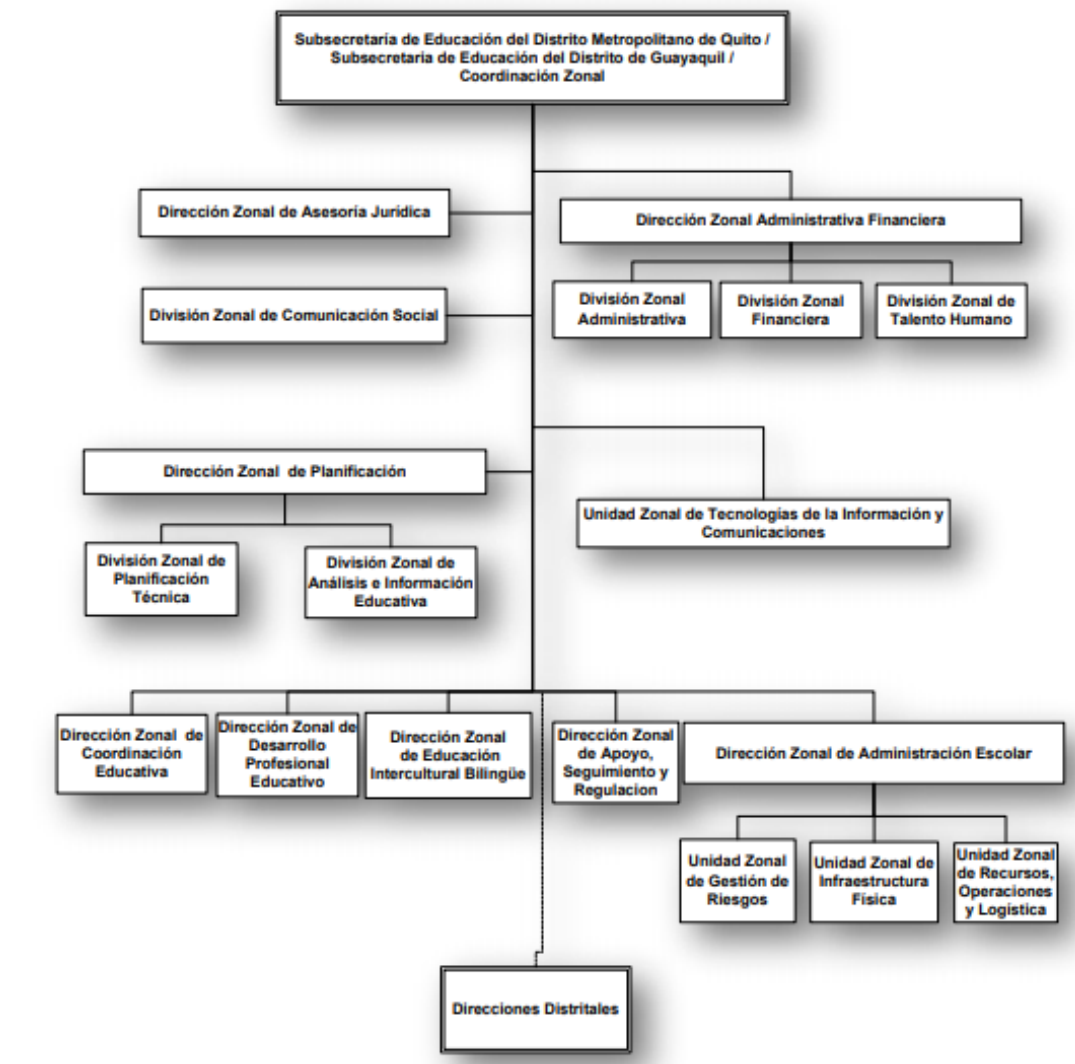 Subsecretaría de Educación del Distrito Metropolitano de Quito /
Subsecretaria de Educación del Distrito de Guayaquil /
Coordinación Zonal
Dirección Zonal de Asesoría Jurídica
Dirección Zonal Administrativa Financiera
División Zonal
Administrativa
División Zonal
Financiera
División Zonal de
Talento Humano
División Zonal de Comunicación Social
Dirección Zonal de Planificación
Unidad Zonal de Tecnologías de la Información y
Comunicaciones
División Zonal de
Planificación
Técnica
División Zonal de
Análisis e Información
Educativa
Dirección Zonal de
Coordinación
Educativa
Dirección Zonal de
Desarrollo
Profesional
Educativo
Dirección Zonal
de Educación
Intercultural Bilingüe
Dirección Zonal
de Apoyo,
Seguimiento y
Regulacion
Dirección Zonal de Administración Escolar
Unidad Zonal
de Gestión de
Riesgos
Unidad Zonal de
Infraestructura
Física
Unidad Zonal
de Recursos,
Operaciones
y Logística
Direcciones Distritales